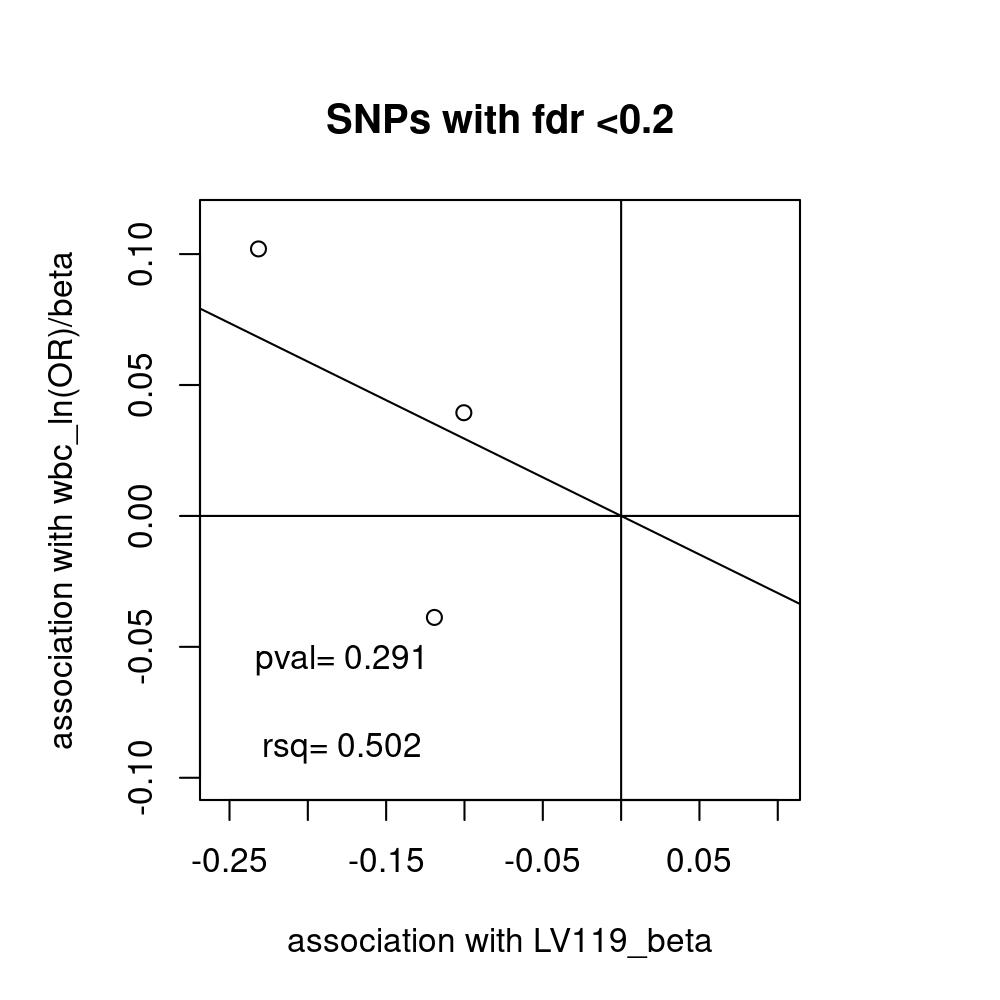 SNPs with fdr <0.2
association with wbc_ln(OR)/beta
0.10
0.05
0.00
-0.05
-0.10
pval= 0.291
rsq= 0.502
-0.25 -0.15 -0.05 0.05
association with LV119_beta